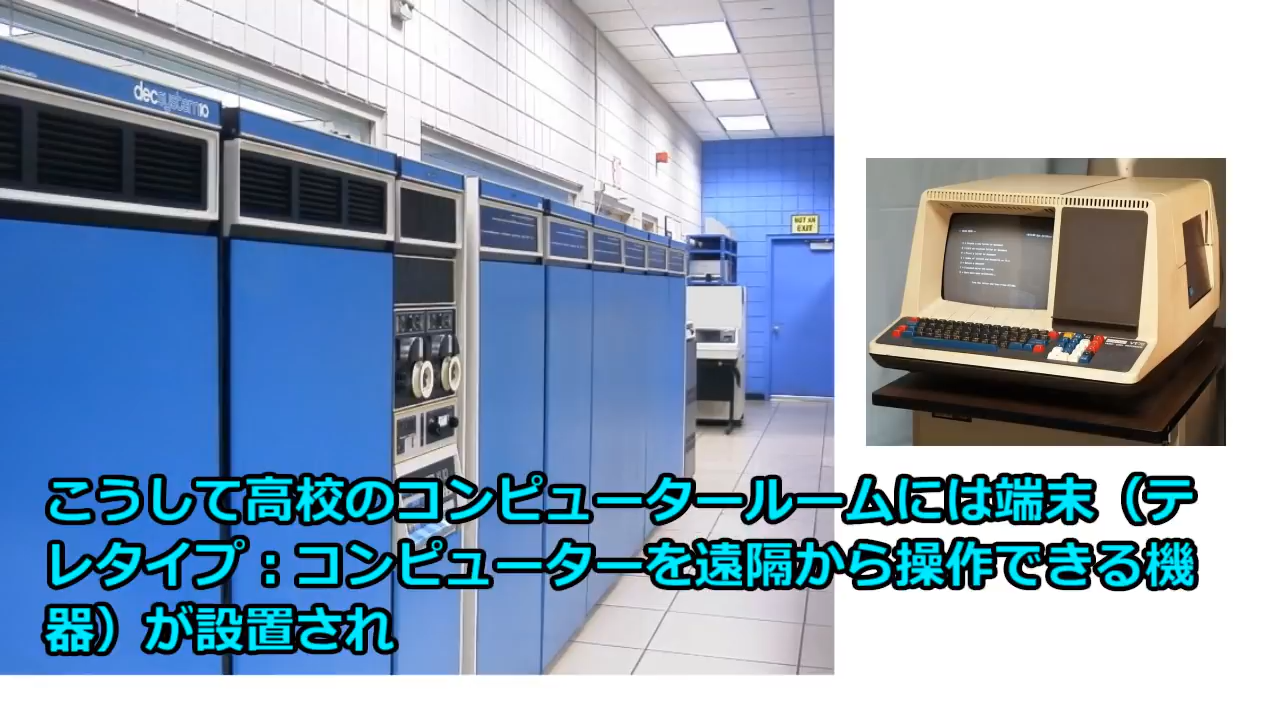 decsystem10
NOT AN
EXIT
こうして高校のコンピュータールームには端末（テ
レタイプ：コンピューターを遠隔から操作できる機
器）が設置され